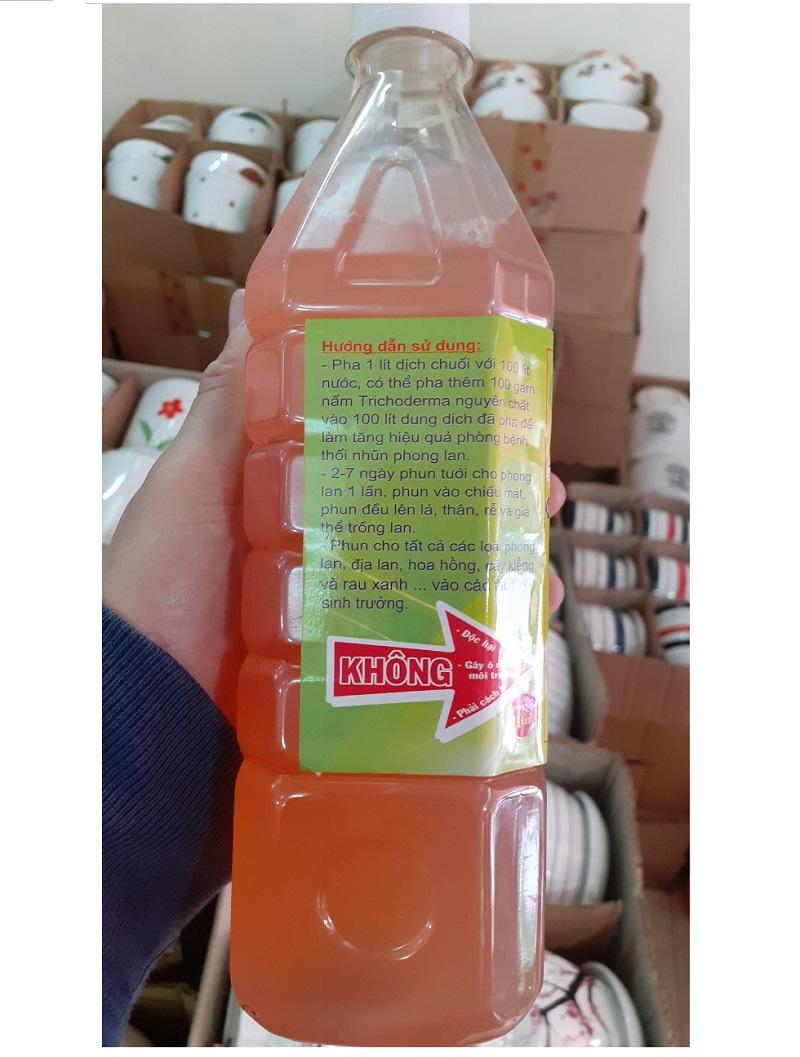 Hướng dẫn sử dụng:
- Pha 1 lít dịch chuối với 100 lít
nước, có thể pha thêm 100 gam
nấm Trichoderma nguyên chất
vào 100 lít dung dịch đã pha để
làm tăng hiệu quả phòng bệnh
thối nhũn phong lan.
- 2-7 ngày phun tưới cho phong
lan 1 lần, phun vào chiều mát,
phun đều lên lá, thân, rễ và giá
thể trồng lan.
- Phun cho tất cả các loại phong
lan, địa lan, hoa hồng, cây kiểng,
và rau xanh ... vào các
sinh trưởng.
- Độc hại
KHÔNG
- Gây ô
môi
- Phải cách